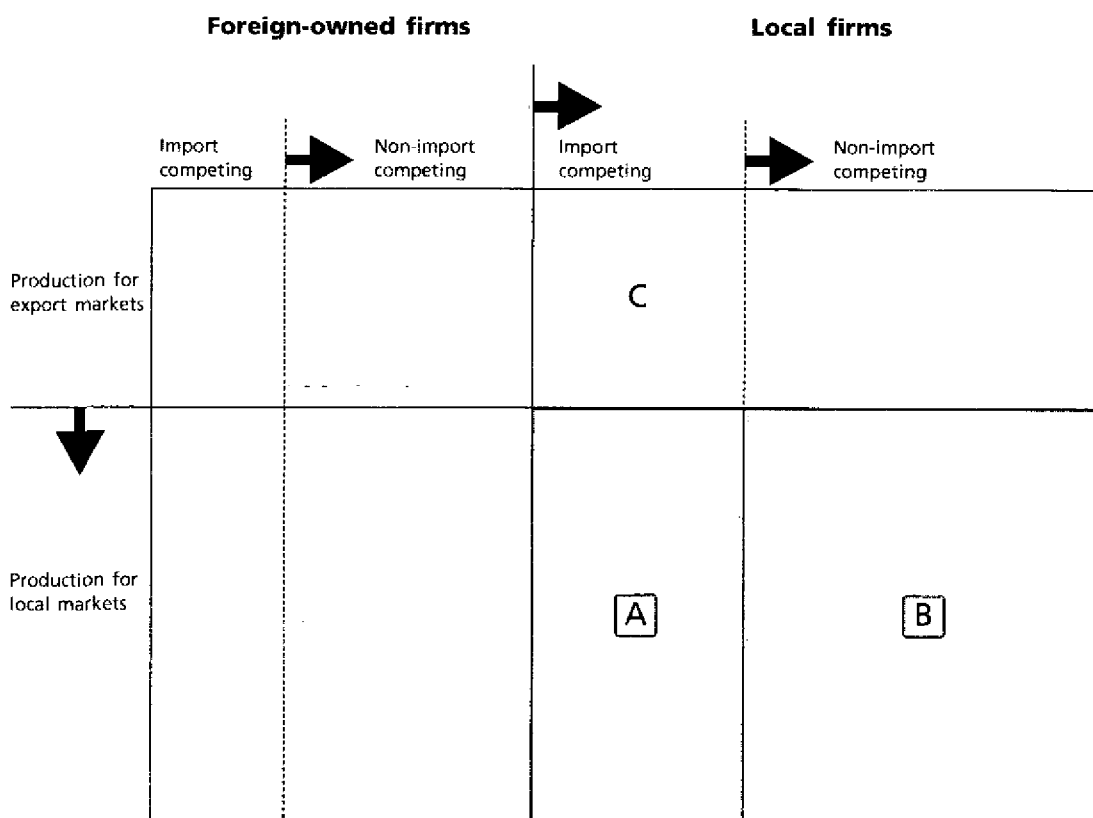 Foreign-owned firms
Local firms
Import
competing
Non-import
competing
Import
competing
Non-import
competing
Production for
export markets
C
Production for
local markets
A
B